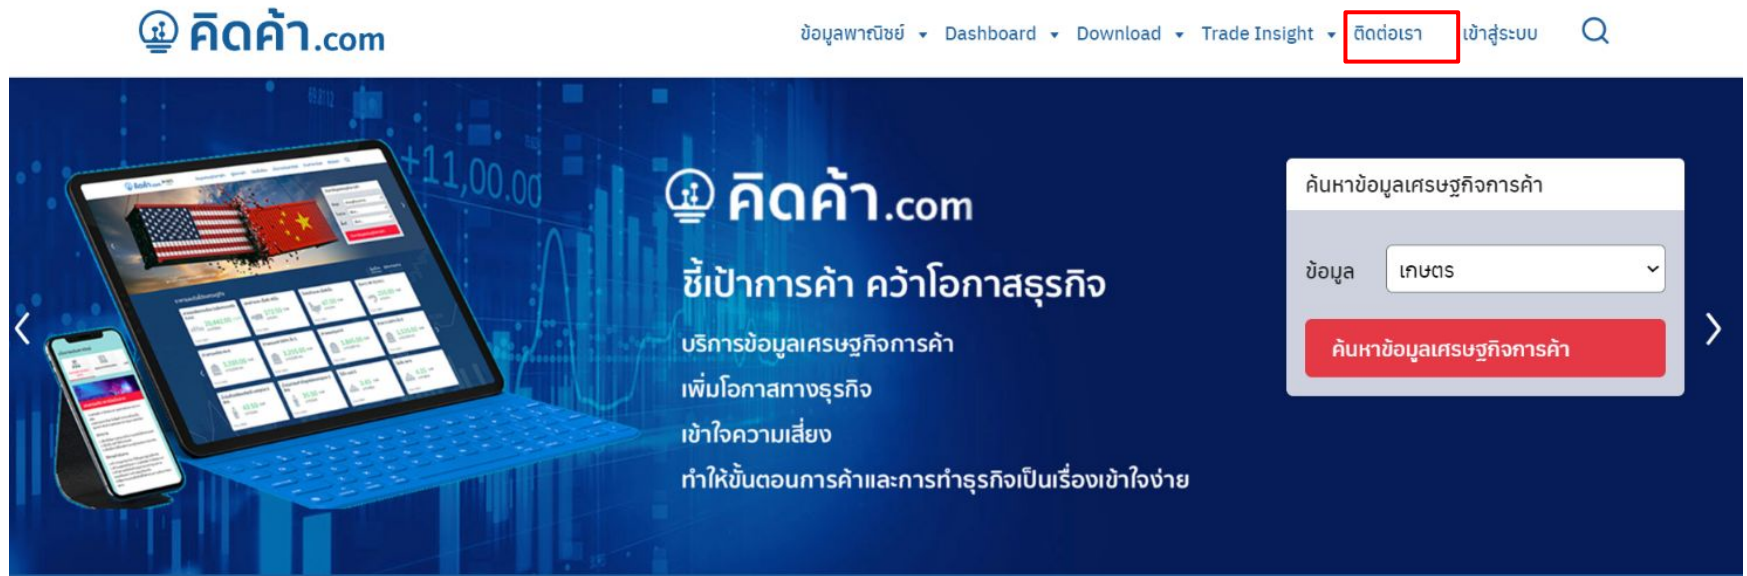 คิดค้า.com
ข้อมูลพาณิชย์ Dashboard Download Trade Insight ติดต่อเรา เข้าสู่ระบบ
+11,00.00
คิดค้า.com
ชี้เป้าการค้า คว้าโอกาสธุรกิจ
บริการข้อมูลเศรษฐกิจการค้า
เพิ่มโอกาสทางธุรกิจ
เข้าใจความเสี่ยง
ทำให้ขั้นตอนการค้าและการทำธุรกิจเป็นเรื่องเข้าใจง่าย
ค้นหาข้อมูลเศรษฐกิจการค้า
ข้อมูล เกษตร
ค้นหาข้อมูลเศรษฐกิจการค้า